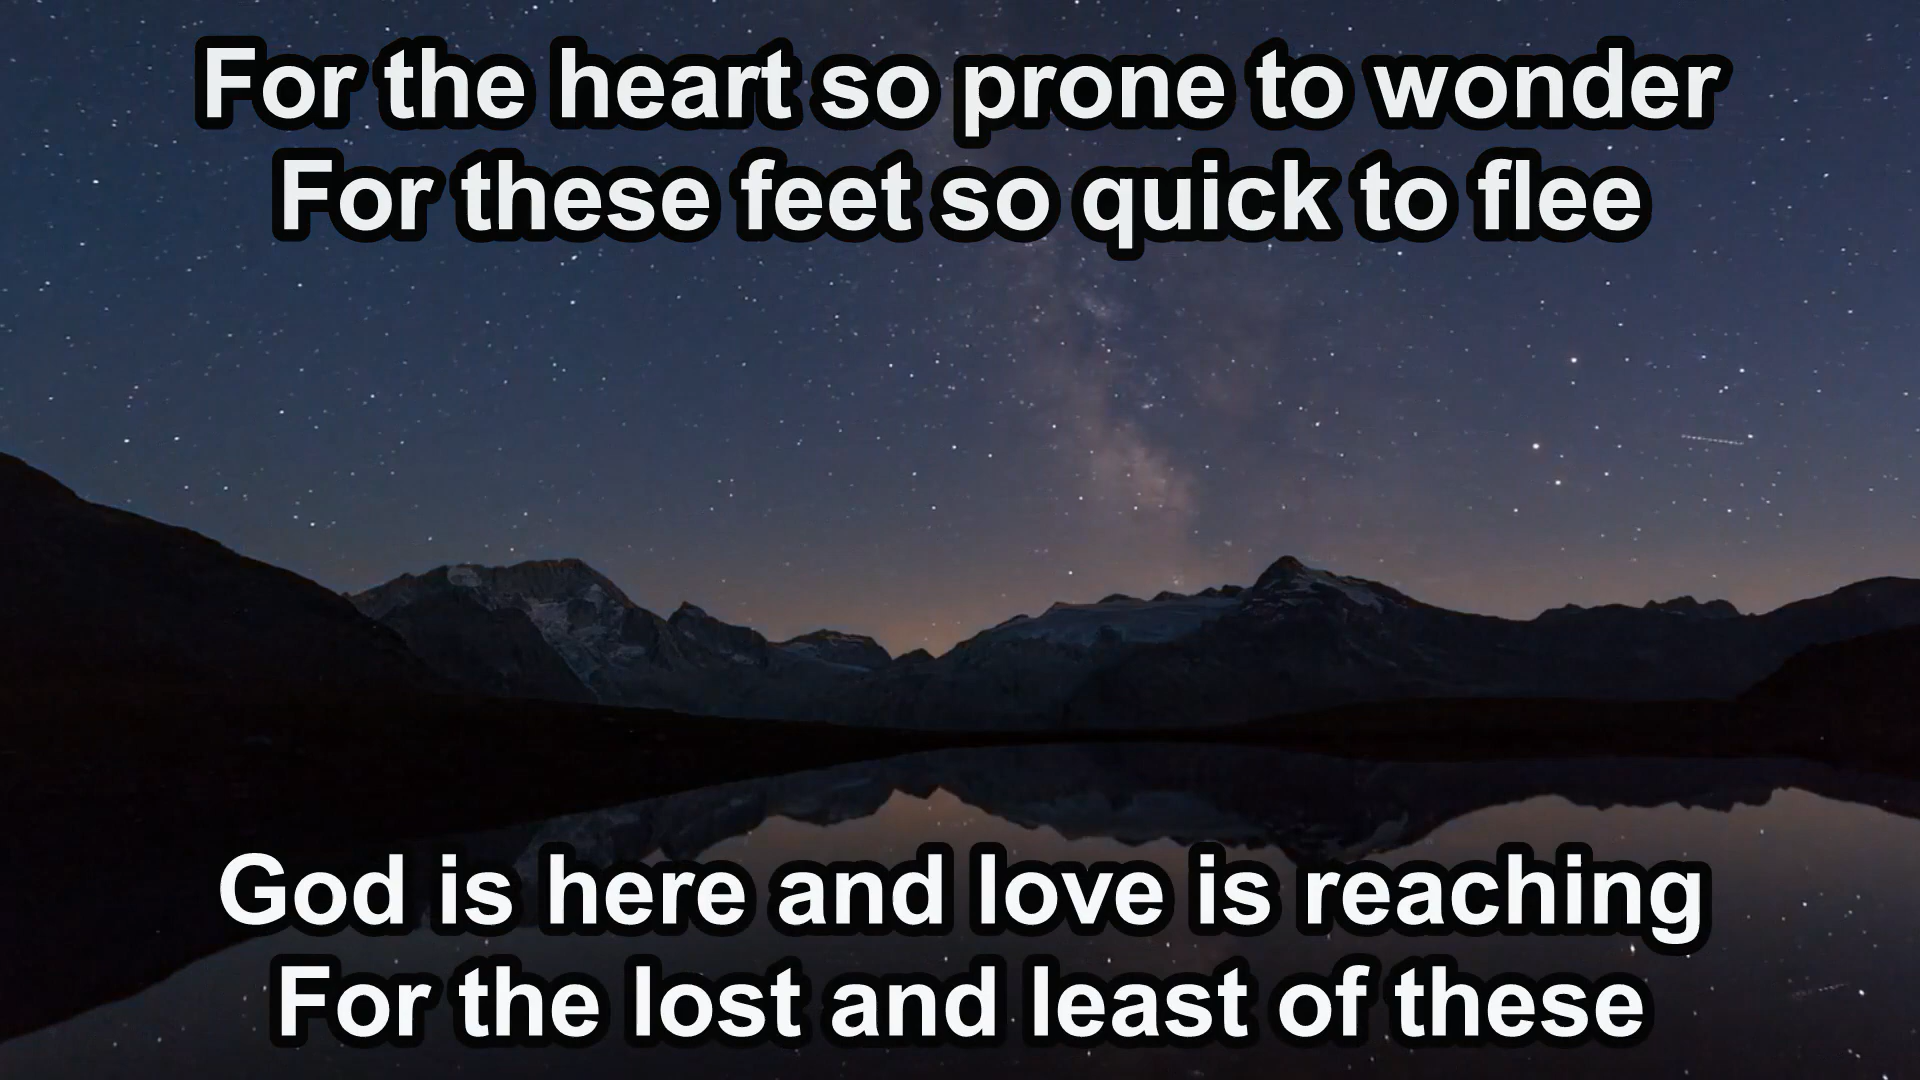 For the heart so prone to wonder
For these feet so quick to flee
God is here and love is reaching
For the lost and least of these